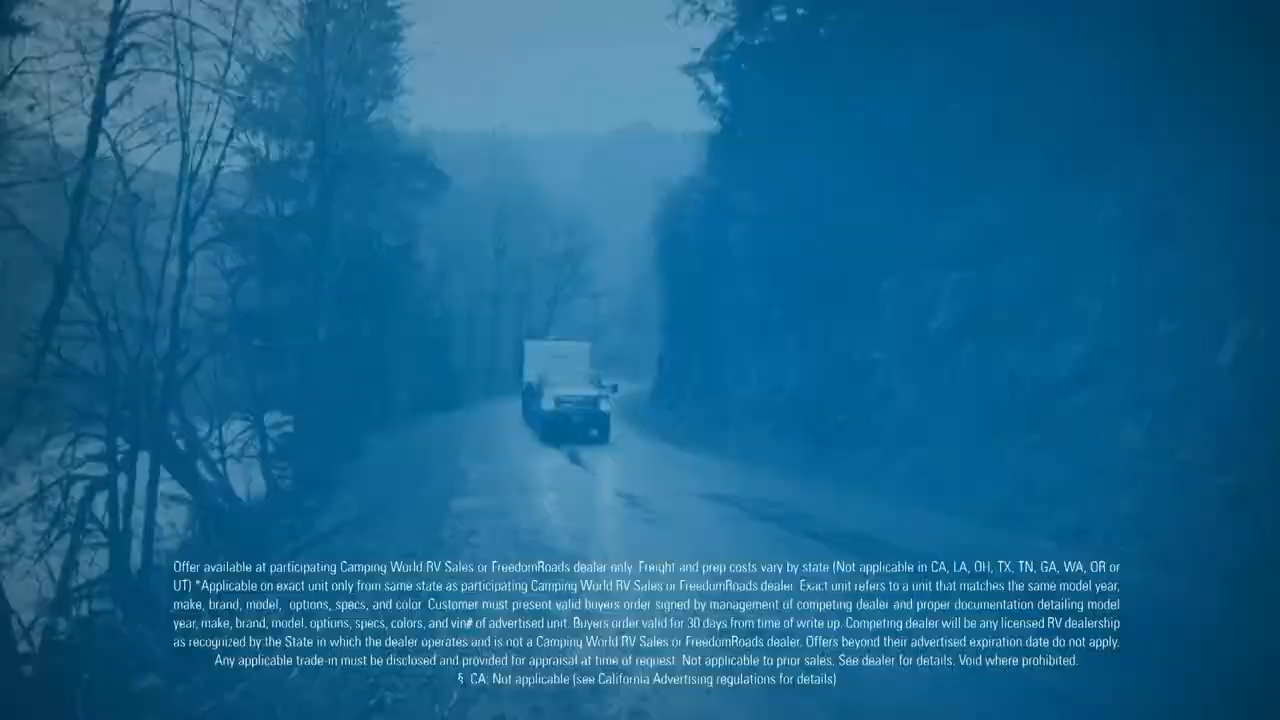 Offer available at participating Camping World RV Sales or FreedomRoads dealer only. Freight and prep costs vary by state (Not applicable in CA, LA, OH, TX, TN, GA, WA, OR or
UT) *Applicable on exact unit only from same state as participating Camping World RV Sales or FreedomRoads dealer. Exact unit refers to a unit that matches the same model year,
make, brand, model, options, specs, and color. Customer must present valid buyers order signed by management of competing dealer and proper documentation detailing model
year, make, brand, model, options, specs, colors, and vin# of advertised unit. Buyers order valid for 30 days from time of write up. Competing dealer will be any licensed RV dealership
as recognized by the State in which the dealer operates and is not a Camping World RV Sales or FreedomRoads dealer. Offers beyond their advertised expiration date do not apply.
Any applicable trade-in must be disclosed and provided for appraisal at time of request. Not applicable to prior sales. See dealer for details. Void where prohibited.
§ CA: Not applicable (see California Advertising regulations for details)